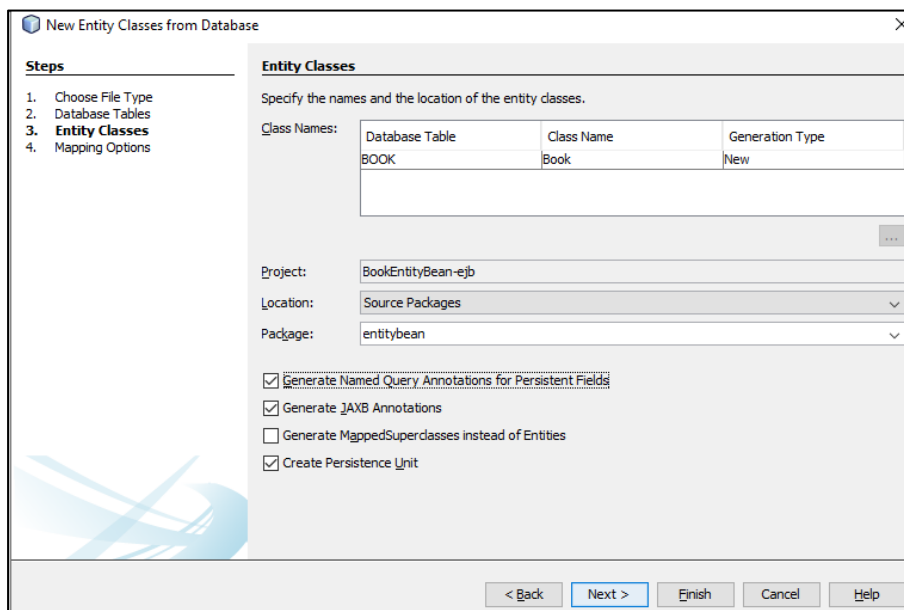 New Entity Classes from Database
Steps
1. Choose File Type
2. Database Tables
3. Entity Classes
4. Mapping Options
Entity Classes
Specify the names and the location of the entity classes.
Class Names:
Database Table Class Name Generation Type
BOOK Book New
...
Project: BookEntityBean-ejb
Location: Source Packages
Package: entitybean
Generate Named Query Annotations for Persistent Fields
Generate JAXB Annotations
Generate MappedSuperclasses instead of Entities
Create Persistence Unit
< Back Next > Finish Cancel Help